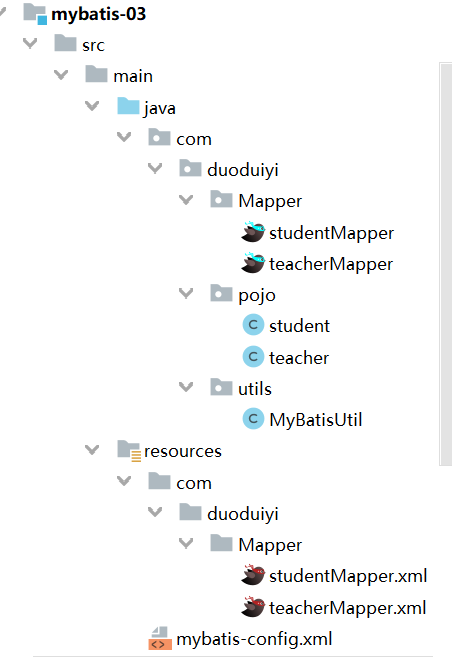 mybatis-03
src
main
java
com
duoduiyi
Mapper
studentMapper
teacherMapper
pojo
student
teacher
utils
MyBatisUtil
resources
com
duoduiyi
Mapper
studentMapper.xml
teacherMapper.xml
mybatis-config.xml